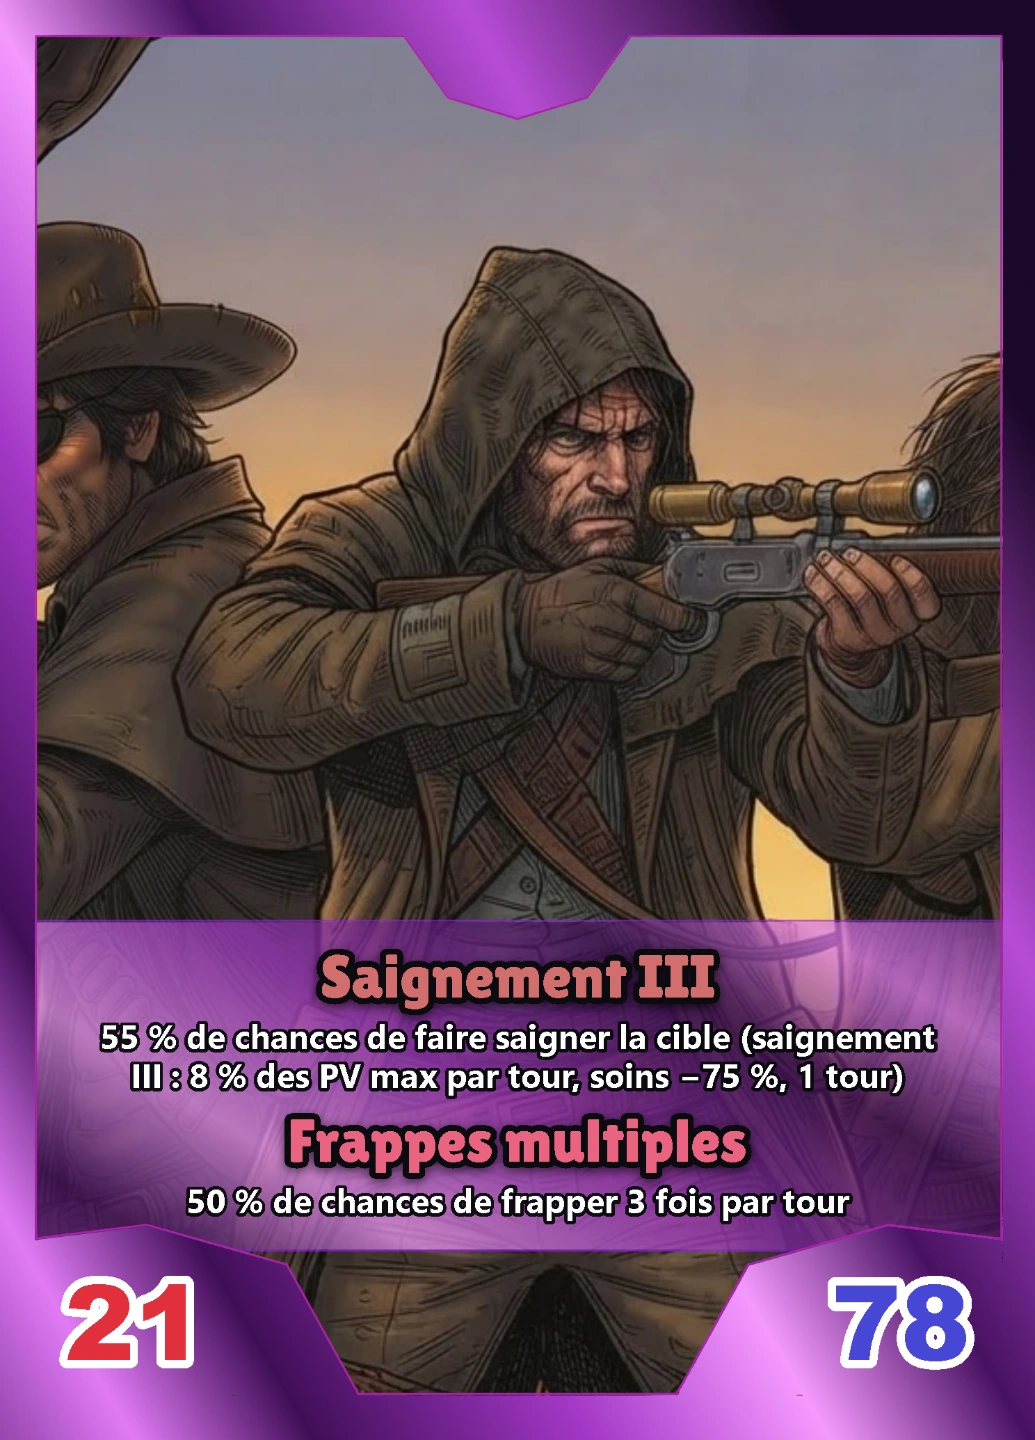 Saignement III
55 % de chances de faire saigner la cible (saignement
III : 8 % des PV max par tour, soins −75 %, 1 tour)
Frappes multiples
50 % de chances de frapper 3 fois par tour
21
78